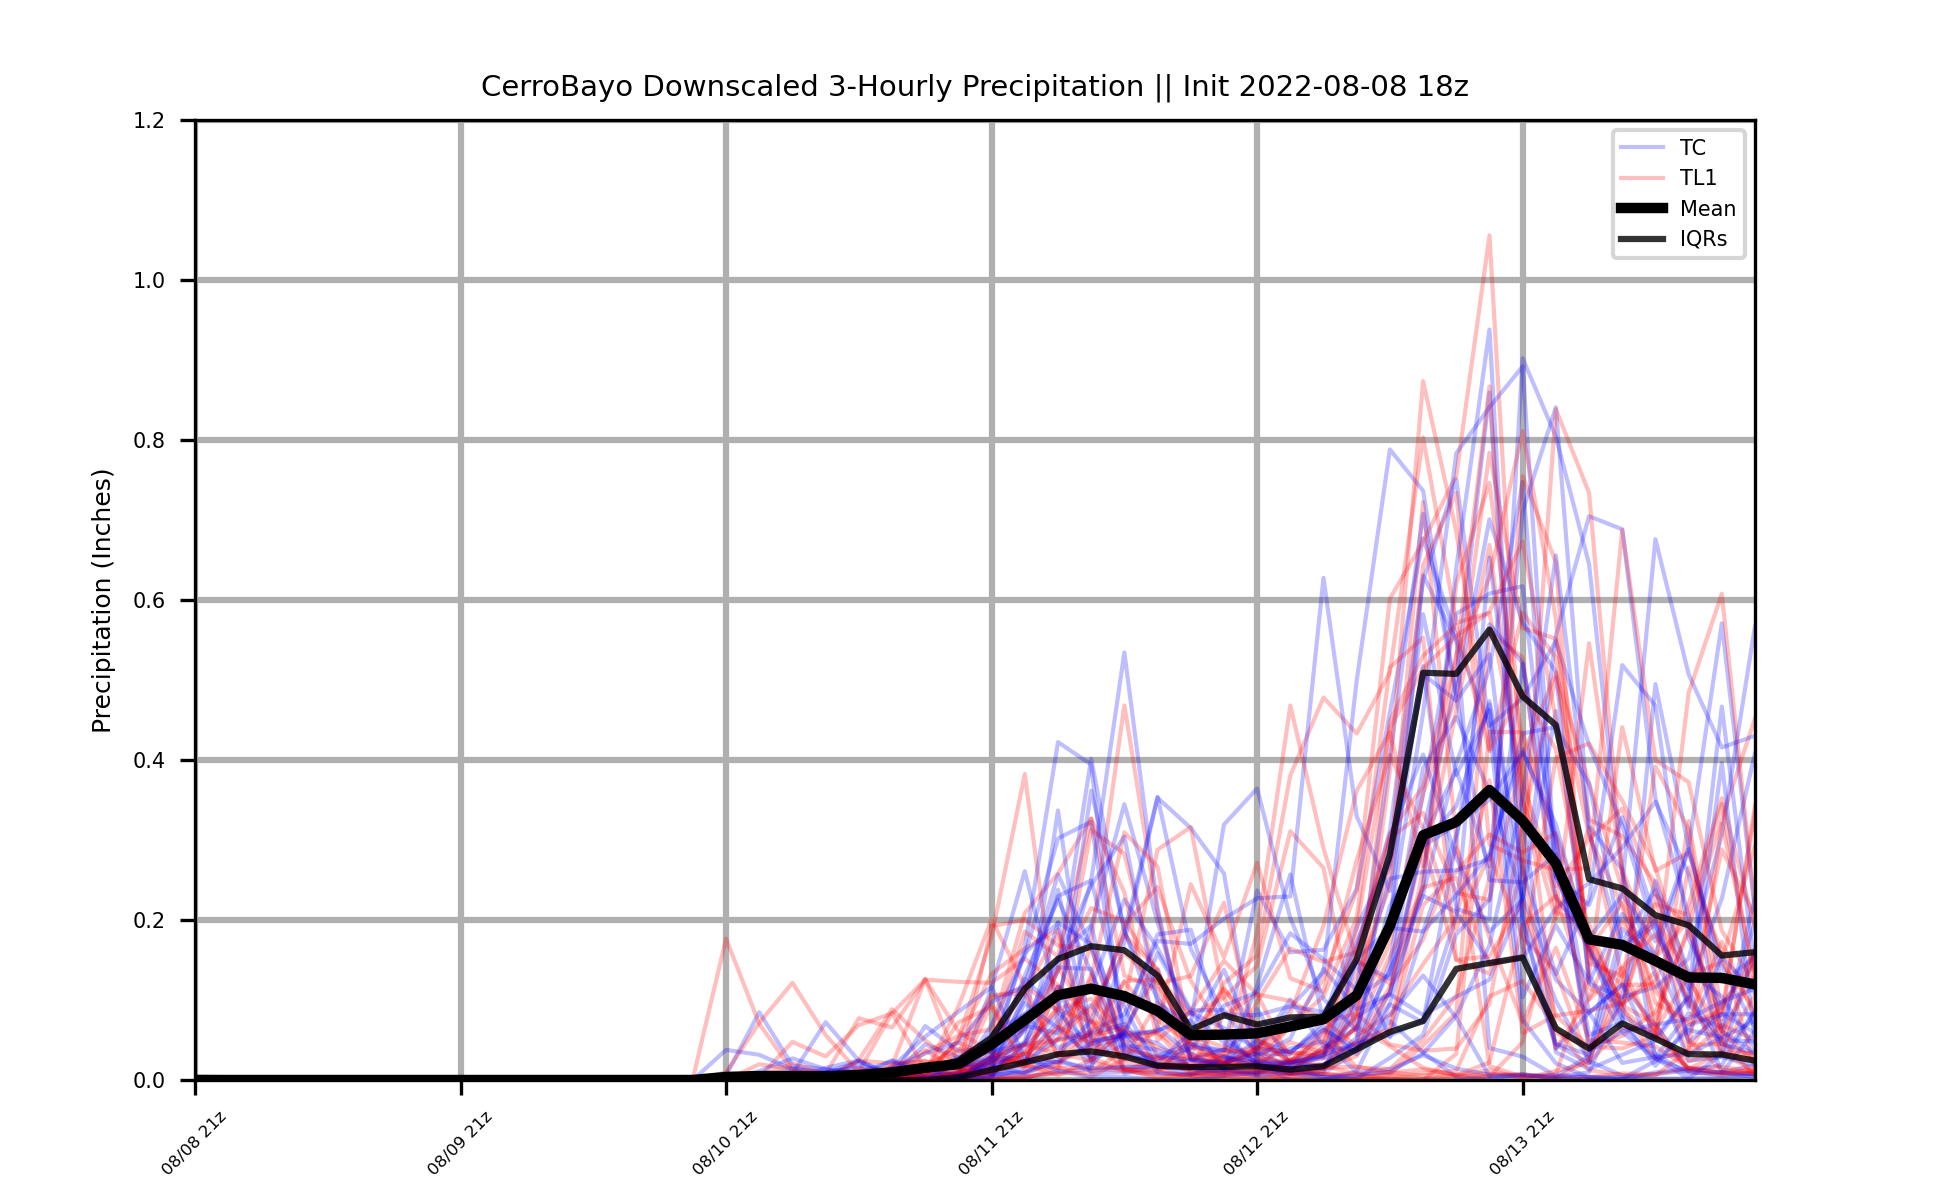 CerroBayo Downscaled 3-Hourly Precipitation || Init 2022-08-08 18z
TC
TL1
Mean
IQRs
Precipitation (Inches)
1.2
1.0
0.8
0.6
0.4
0.2
0.0
08/08 21z
08/09 21z
08/10 21z
08/11 21z
08/12 21z
08/13 21z